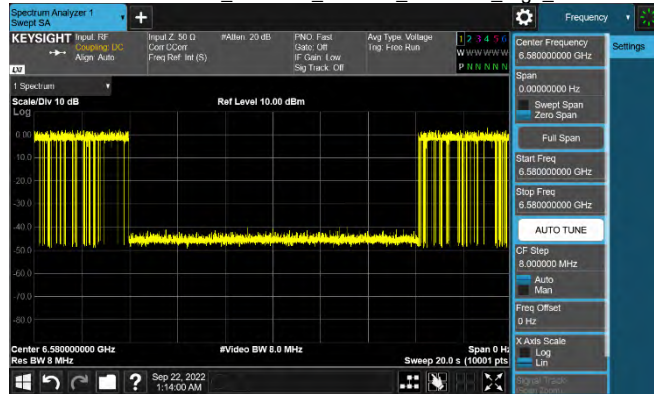 Spectrum Analyzer 1
Swept SA
+
Frequency
KEYSIGHT
Input: RF
Coupling: DC
Align: Auto
Input Z: 50 Ω
Corr CCorr
Freq Ref: Int (S)
#Atten: 20 dB
PNO: Fast
Gate: Off
IF Gain: Low
Sig Track: Off
Avg Type: Voltage
Trig: Free Run
1 2 3 4 5 6
W W W W W W
P N N N N N
LXI
Center Frequency
6.580000000 GHz
Settings
Span
0.00000000 Hz
Swept Span
Zero Span
Full Span
Start Freq
6.580000000 GHz
Stop Freq
6.580000000 GHz
AUTO TUNE
CF Step
8.000000 MHz
Auto
Man
Freq Offset
0 Hz
X Axis Scale
Log
Lin
Signal Track
1 Spectrum
Scale/Div 10 dB
Ref Level 10.00 dBm
Log
0.00
-10.0
-20.0
-30.0
-40.0
-50.0
-60.0
-70.0
-80.0
Center 6.580000000 GHz
#Video BW 8.0 MHz
Span 0 Hz
Res BW 8 MHz
Sweep 20.0 s (10001 pts
?
Sep 22, 2022
1:14:00 AM